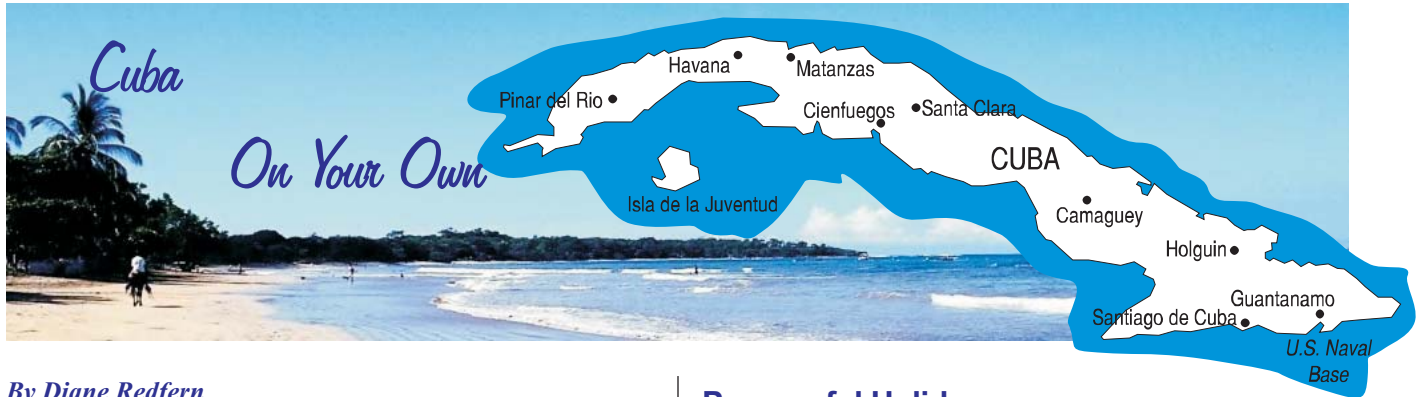 Cuba
On Your Own
Havana
Matanzas
Pinar del Rio
Cienfuegos
Santa Clara
CUBA
Isla de la Juventud
Camaguey
Holguin
Guantanamo
Santiago de Cuba
U.S. Naval
Base
By Diane Redfern